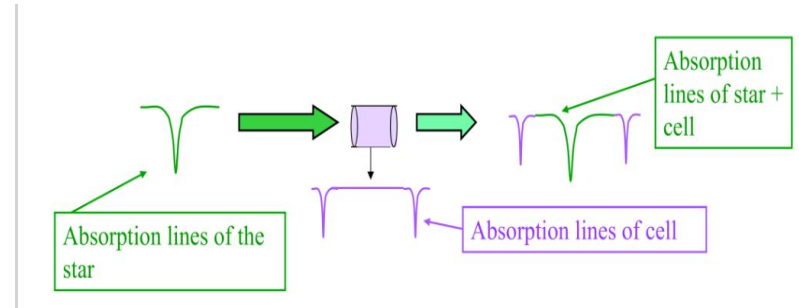 Absorption
lines of star +
cell
Absorption lines of the
star
Absorption lines of cell